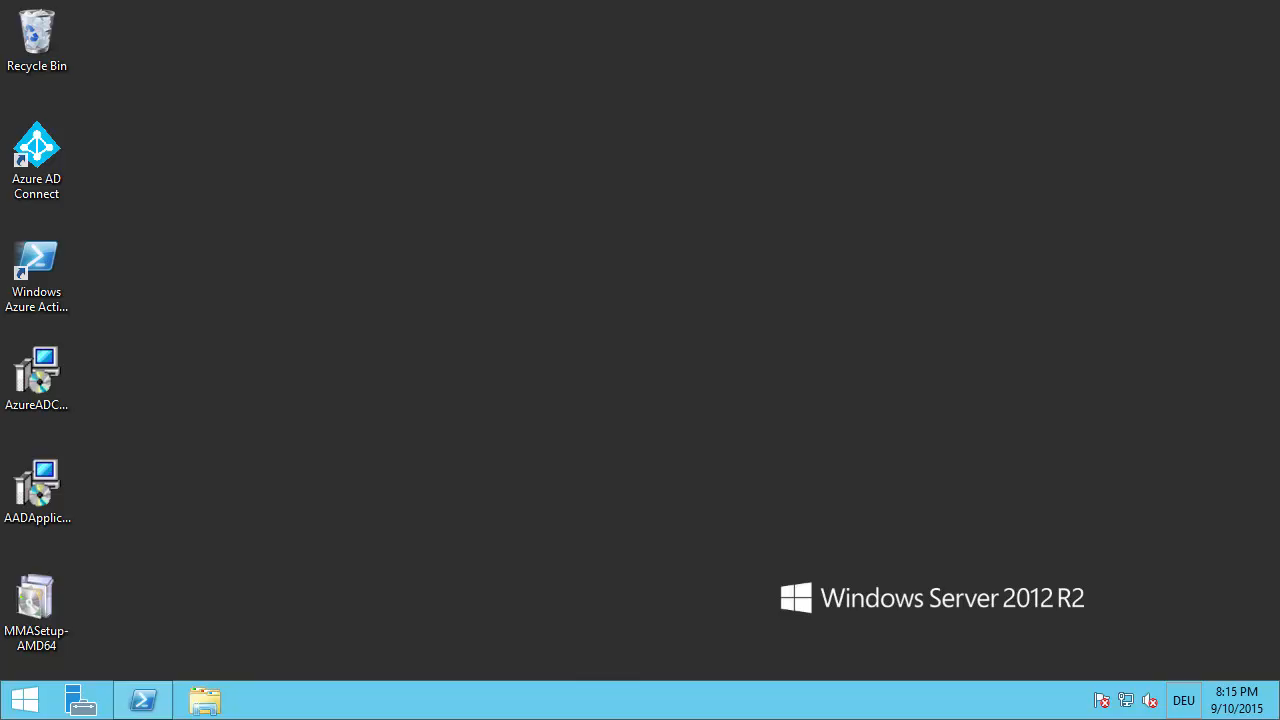 Recycle Bin
Azure AD
Connect
Windows
Azure Acti...
AzureADC...
AADApplic...
MMASetup-
AMD64
Windows Server 2012 R2
DEU
8:15 PM
9/10/2015